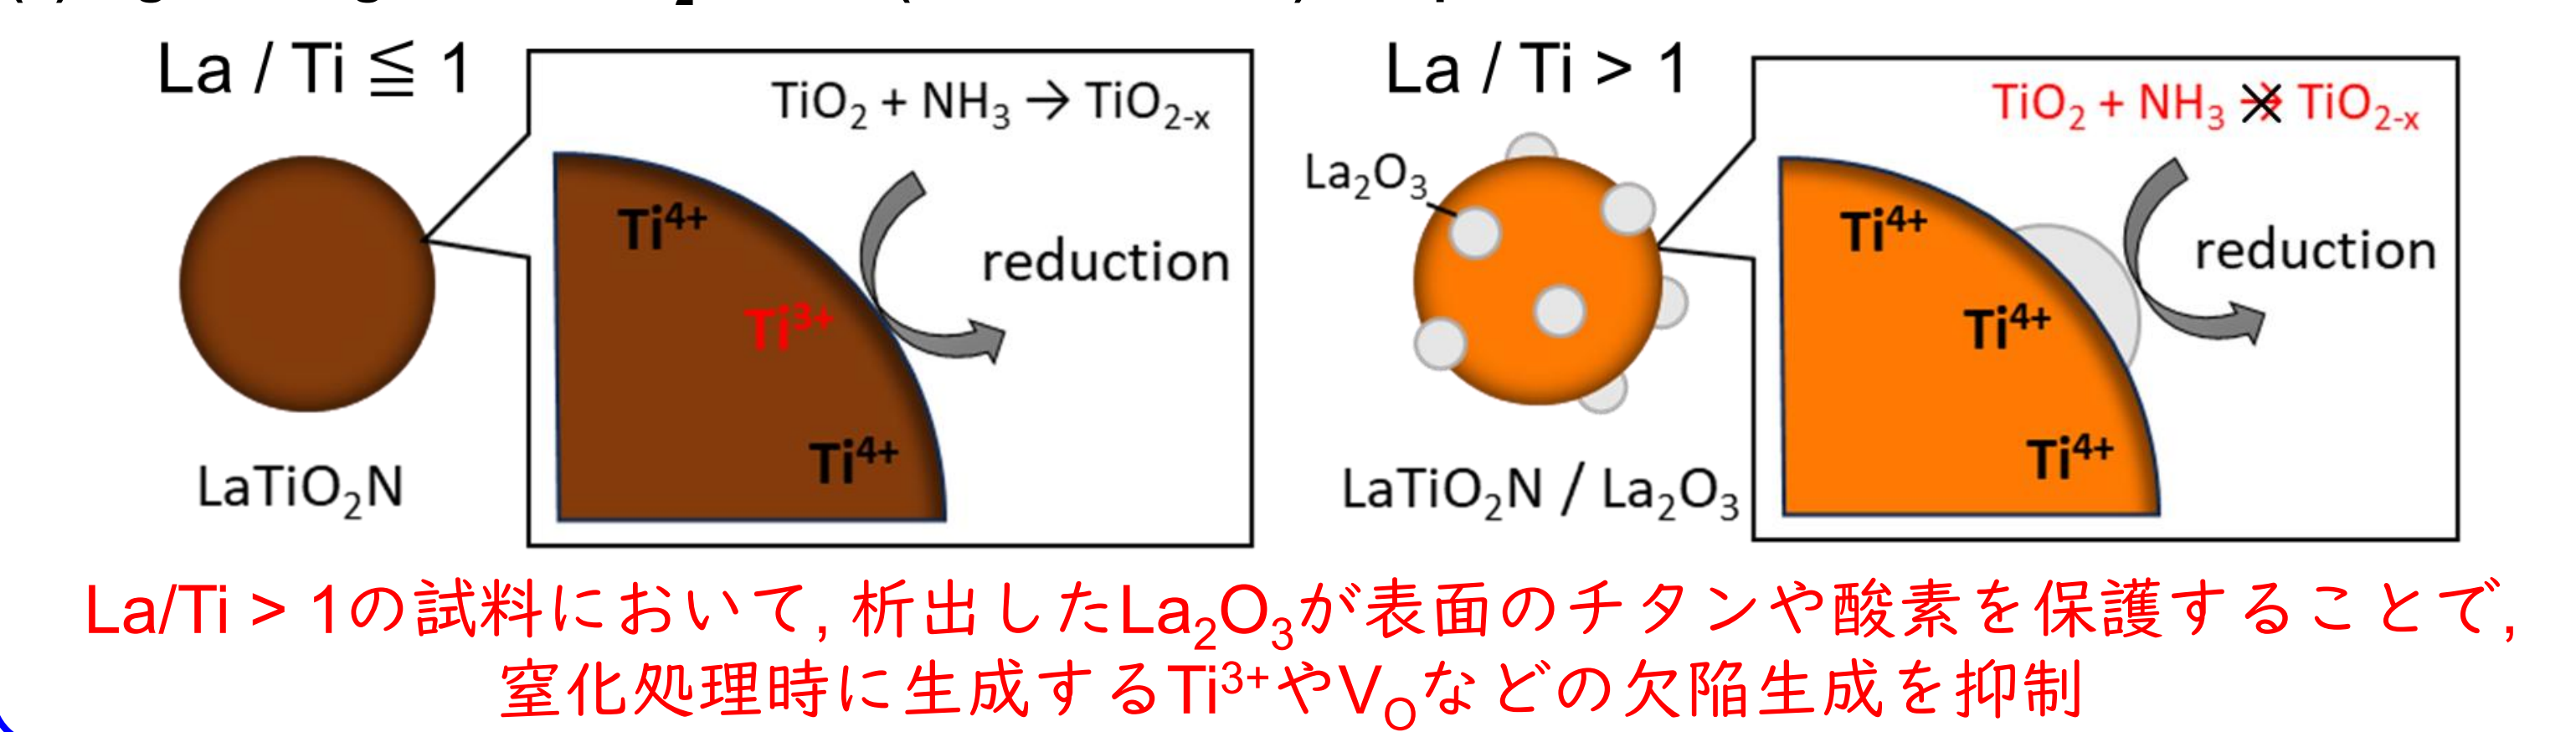 La / Ti ≦ 1
TiO₂ + NH₃ → TiO₂₋ₓ
Ti⁴⁺
Ti³⁺
Ti⁴⁺
reduction
LaTiO₂N
La / Ti > 1
TiO₂ + NH₃ → TiO₂₋ₓ
La₂O₃
Ti⁴⁺
Ti⁴⁺
Ti⁴⁺
reduction
LaTiO₂N / La₂O₃
La/Ti > 1の試料において, 析出したLa₂O₃が表面のチタンや酸素を保護することで,
窒化処理時に生成するTi³⁺やV_Oなどの欠陥生成を抑制